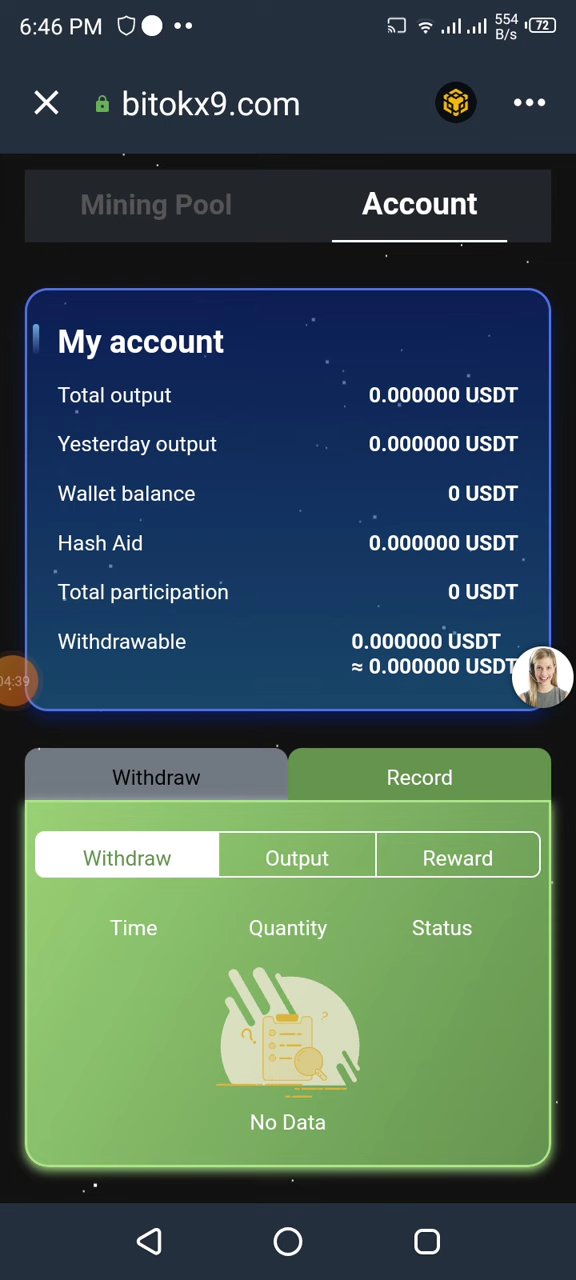 6:46 PM
554
B/s
72
bitokx9.com
Mining Pool
Account
My account
Total output 0.000000 USDT
Yesterday output 0.000000 USDT
Wallet balance 0 USDT
Hash Aid 0.000000 USDT
Total participation 0 USDT
Withdrawable 0.000000 USDT
≈ 0.000000 USDT
04:39
Withdraw
Record
Withdraw
Output
Reward
Time
Quantity
Status
No Data